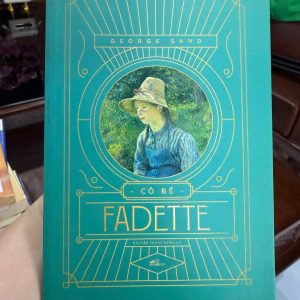 GEORGE SAND
- CÔ BÉ -
FADETTE